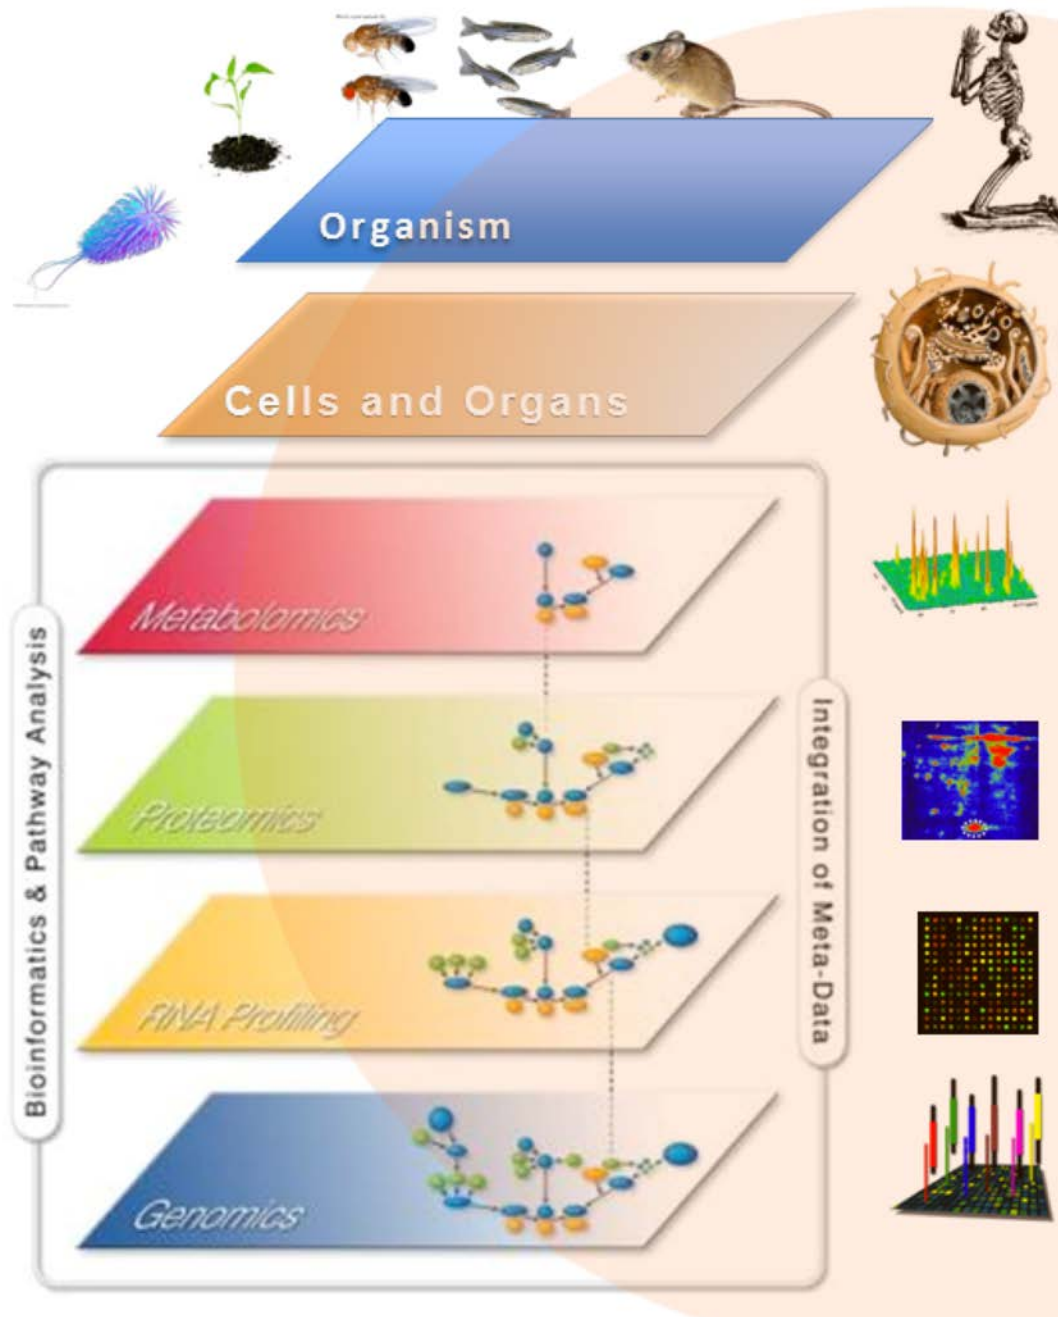 Organism
Cells and Organs
Metabolomics
Proteomics
RNA Profiling
Genomics
Bioinformatics & Pathway Analysis
Integration of Meta-Data